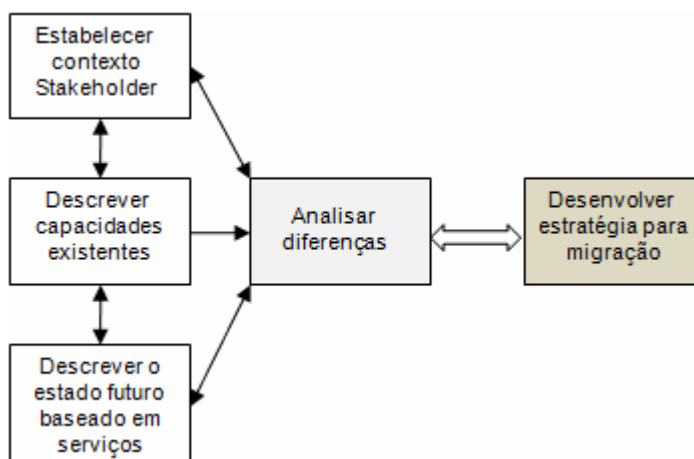 Estabelecer
contexto
Stakeholder
Descrever
capacidades
existentes
Descrever o
estado futuro
baseado em
serviços
Analisar
diferenças
Desenvolver
estratégia para
migração